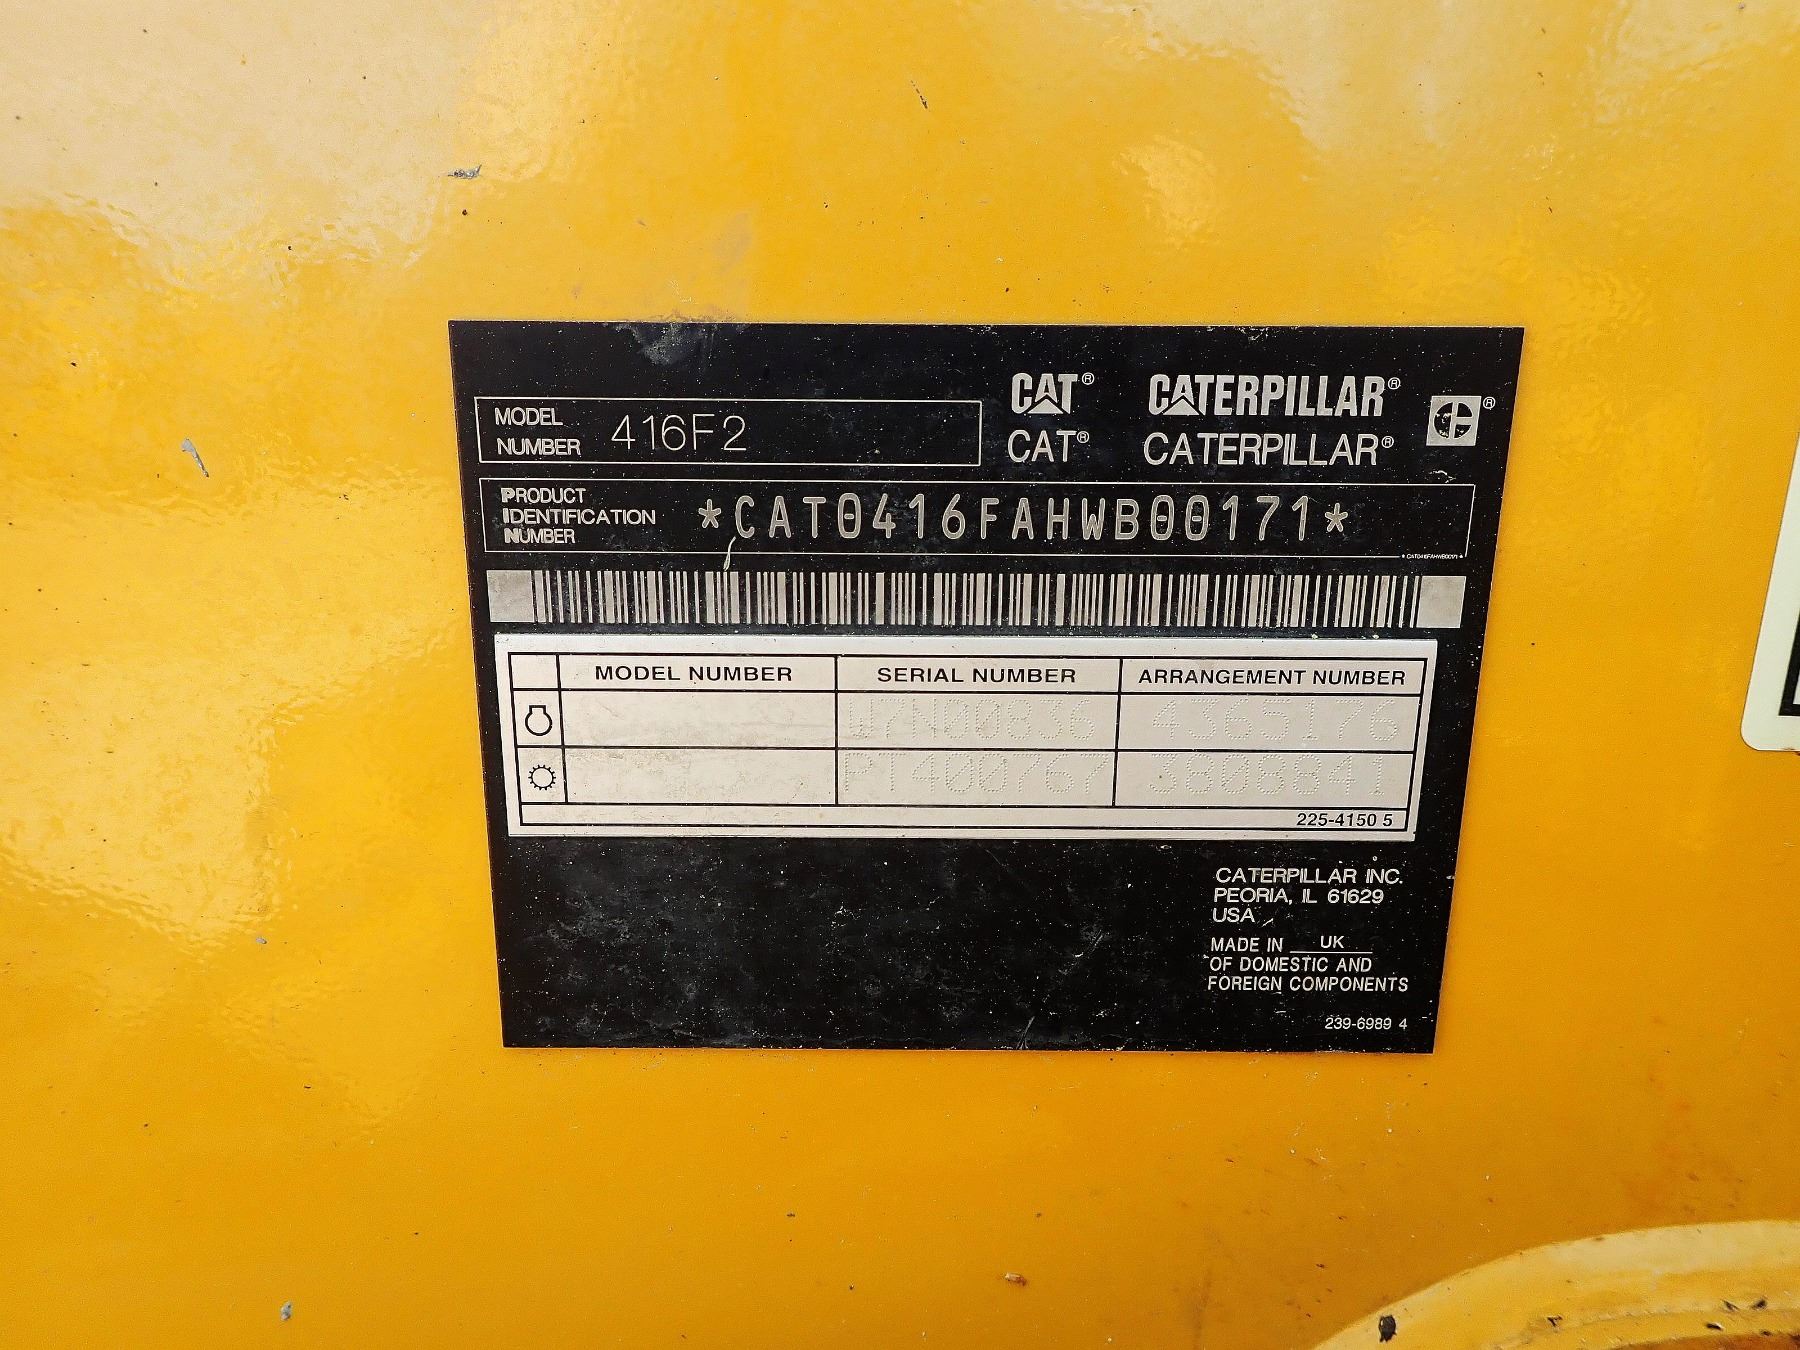 CAT® CATERPILLAR® ®
MODEL NUMBER 416F2
CAT® CATERPILLAR®
PRODUCT IDENTIFICATION NUMBER *CAT0416FAHWB00171*
*CAT0416FAHWB00171*
MODEL NUMBER SERIAL NUMBER ARRANGEMENT NUMBER
W7N00836 4365176
PT400767 3808841
225-4150 5
CATERPILLAR INC.
PEORIA, IL 61629
USA
MADE IN UK
OF DOMESTIC AND
FOREIGN COMPONENTS
239-6989 4